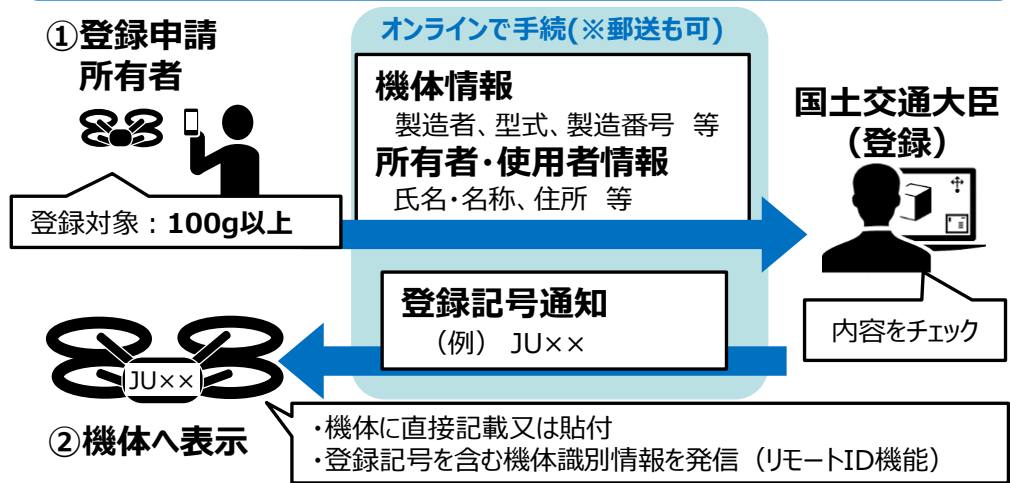 ①登録申請
所有者
オンラインで手続(※郵送も可)
機体情報
製造者、型式、製造番号 等
所有者・使用者情報
氏名・名称、住所 等
国土交通大臣
(登録)
登録対象：100g以上
登録記号通知
(例) JU××
内容をチェック
JU××
②機体へ表示
・機体に直接記載又は貼付
・登録記号を含む機体識別情報を発信 (リモートID機能)